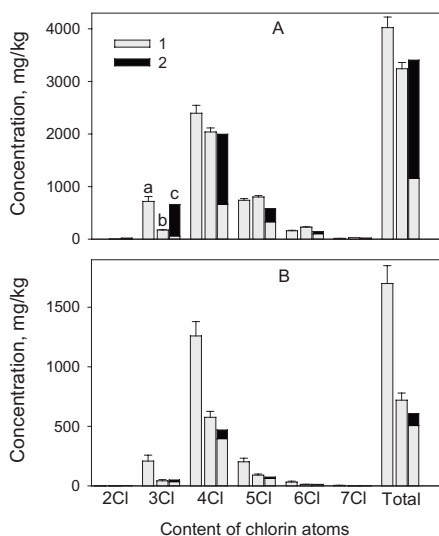 A
Concentration, mg/kg
4000
3000
2000
1000
0
1
2
a
b
c
B
Concentration, mg/kg
1500
1000
500
0
2Cl 3Cl 4Cl 5Cl 6Cl 7Cl Total
Content of chlorin atoms